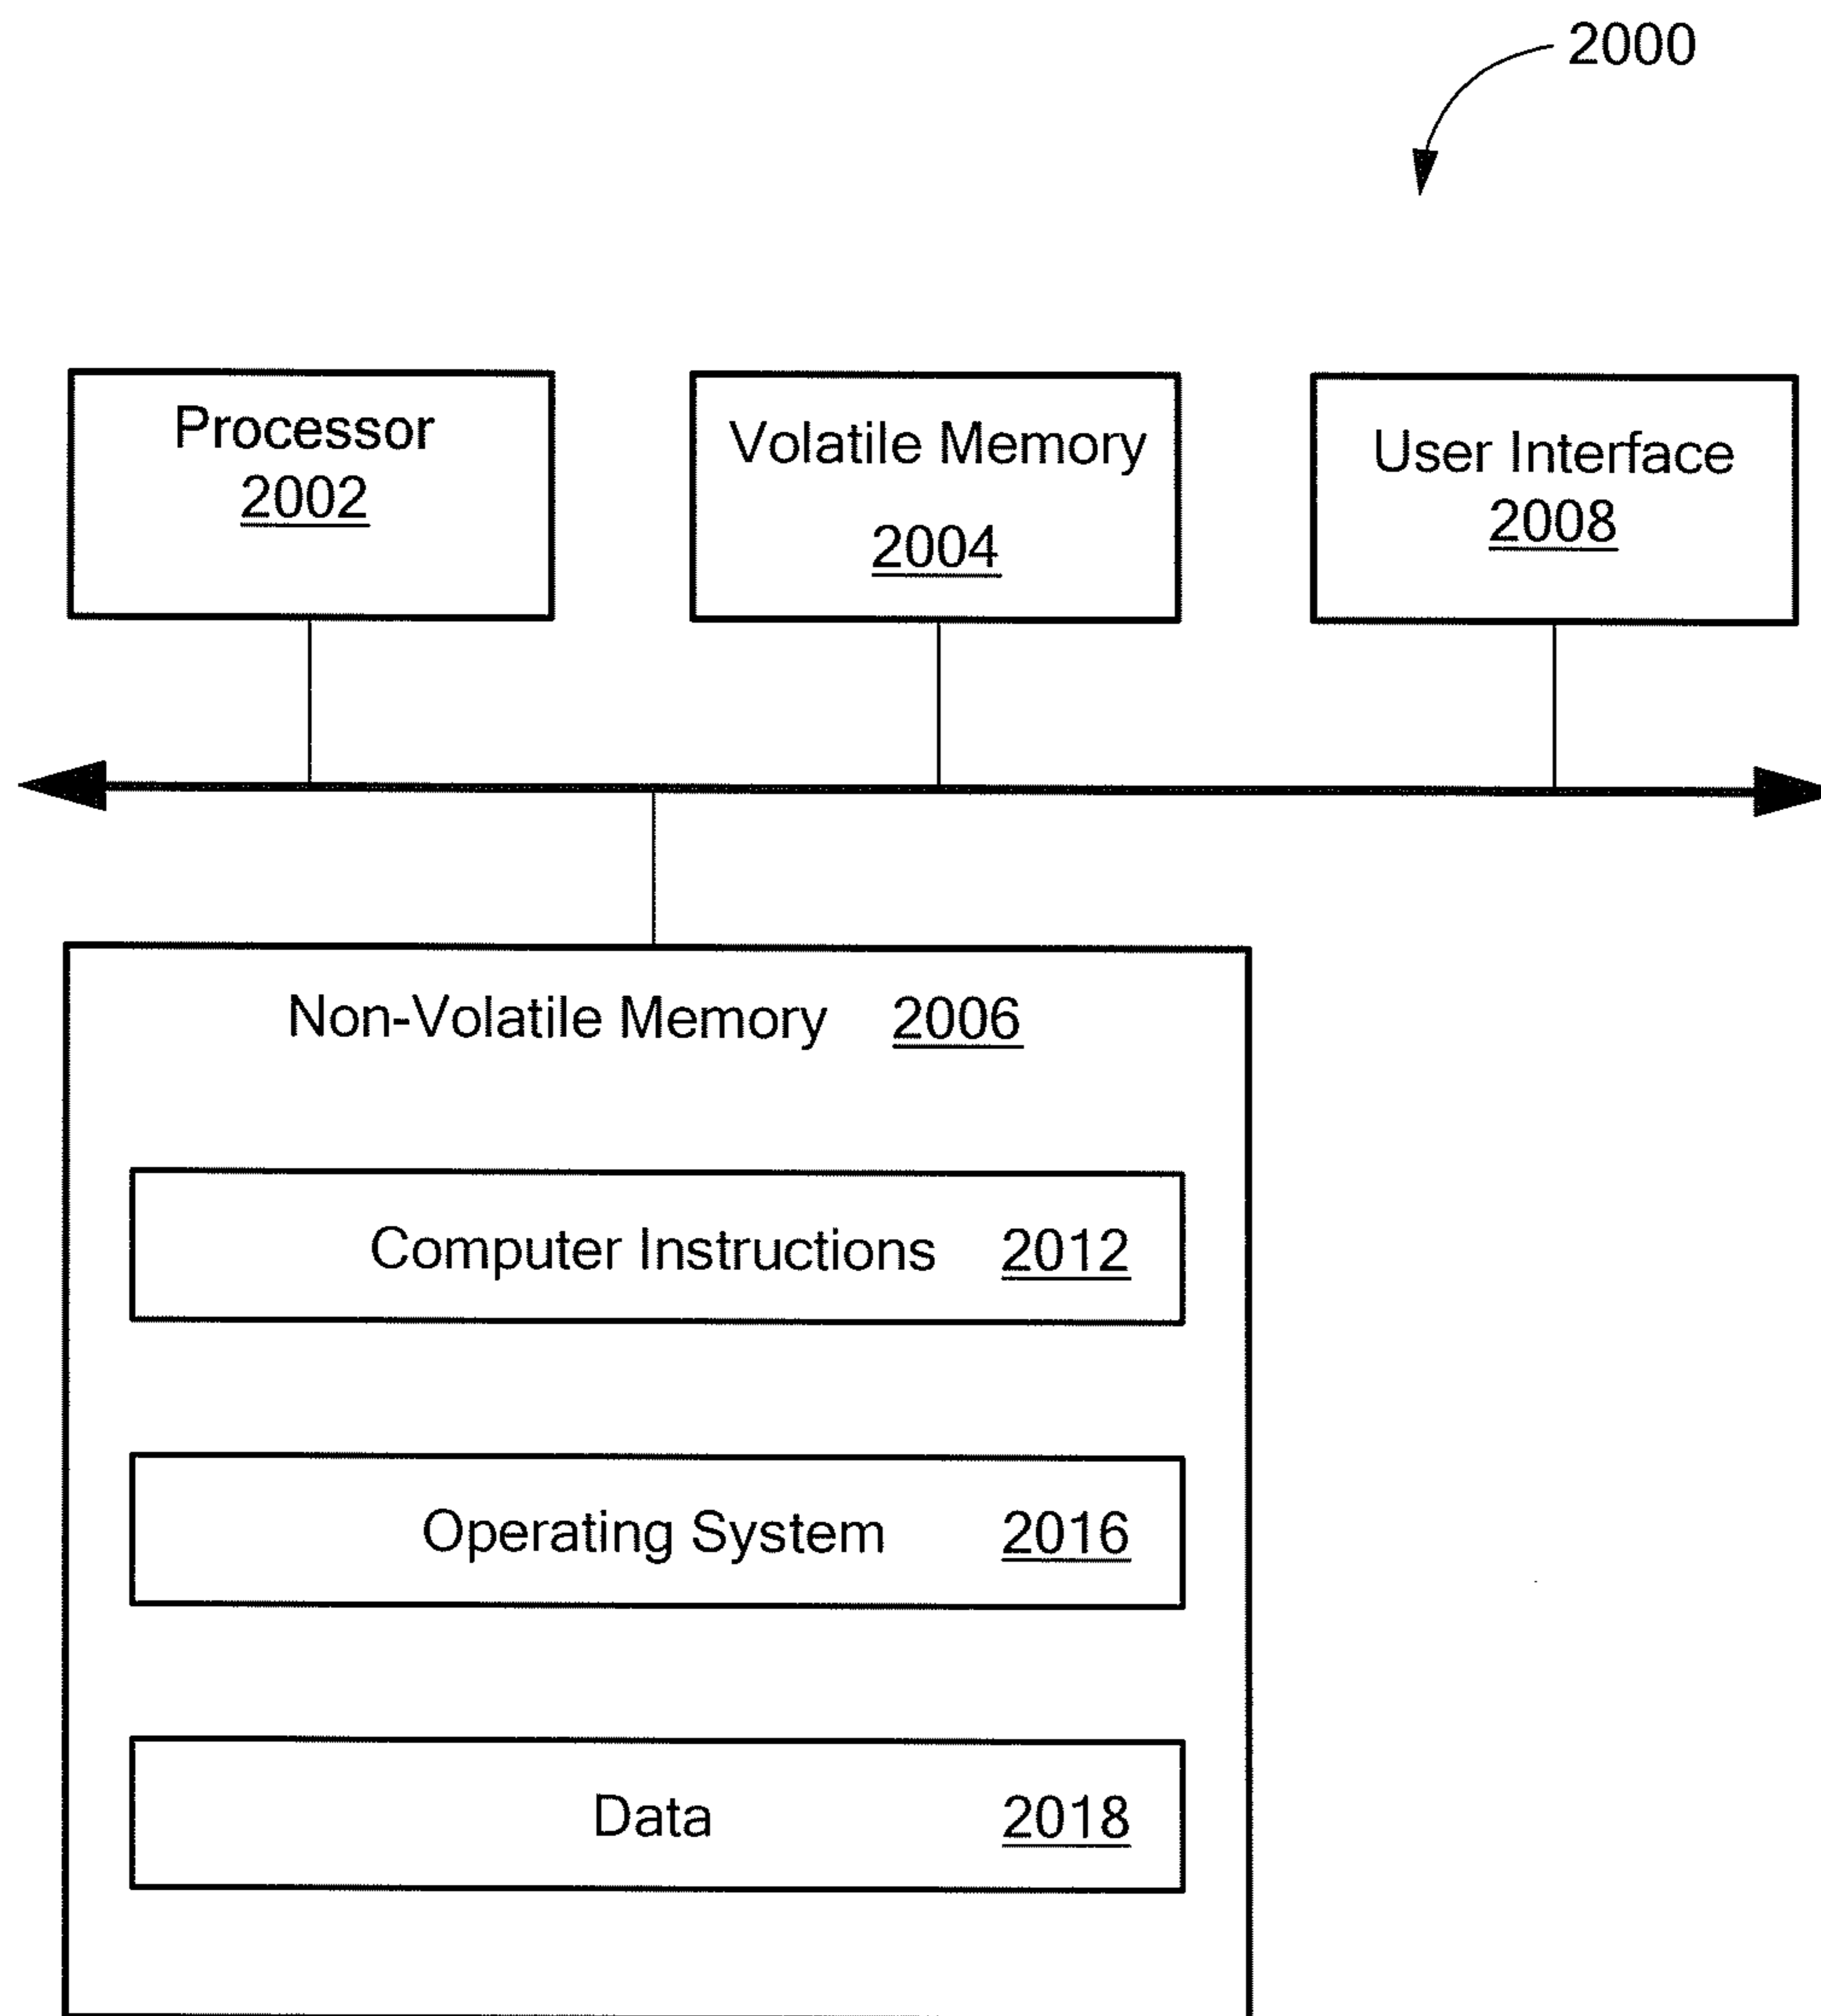 2000
Processor
2002
Volatile Memory
2004
User Interface
2008
Non-Volatile Memory 2006
Computer Instructions 2012
Operating System 2016
Data 2018